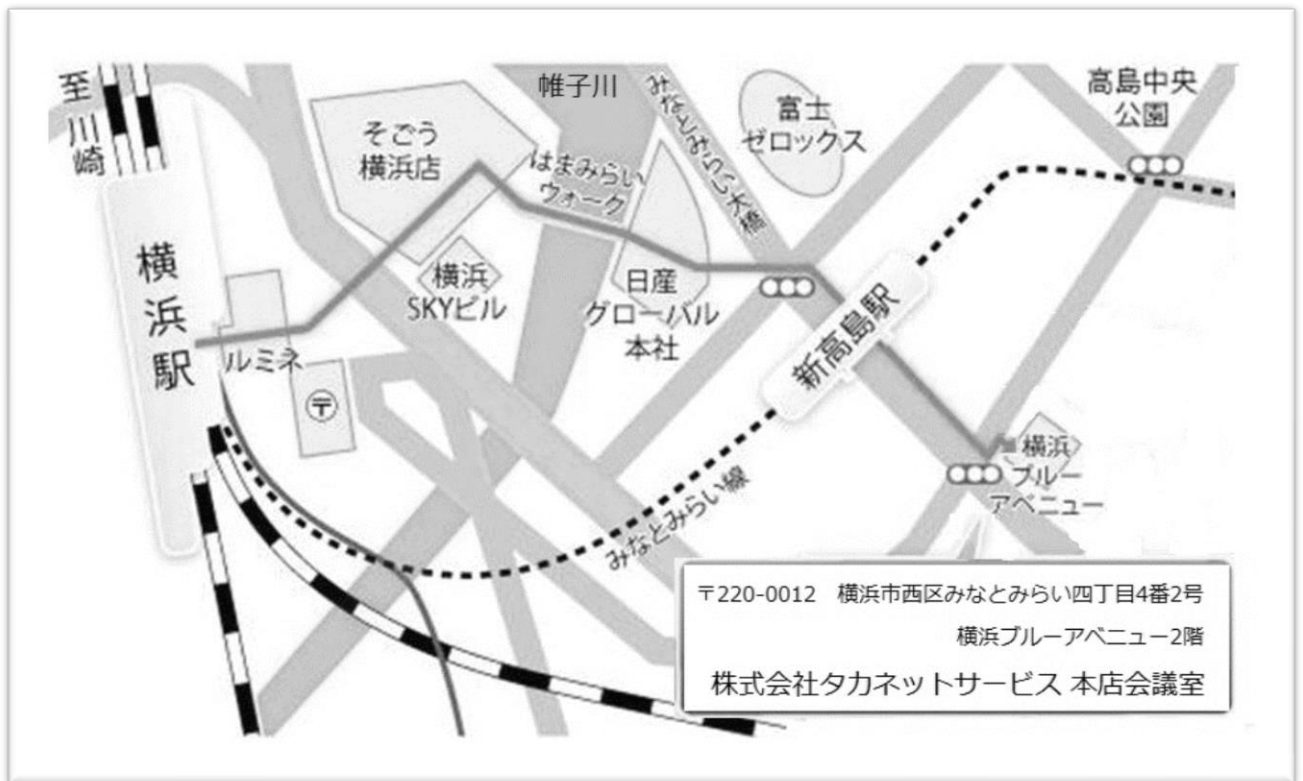 至川崎
そごう
横浜店
帷子川
みなとみらい大橋
富士
ゼロックス
高島中央
公園
はまみらい
ウォーク
横浜駅
横浜
SKYビル
日産
グローバル
本社
ルミネ
〒
新高島駅
みなとみらい線
横浜
ブルー
アベニュー
〒220-0012 横浜市西区みなとみらい四丁目4番2号
横浜ブルーアベニュー2階
株式会社タカネットサービス 本店会議室